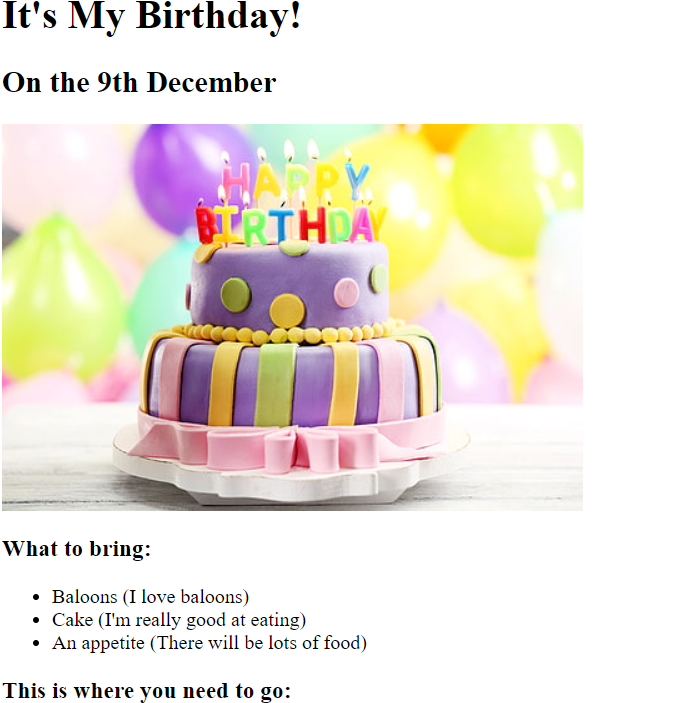 It's My Birthday!
On the 9th December
HAPPY
BIRTHDAY
What to bring:
Baloons (I love baloons)
Cake (I'm really good at eating)
An appetite (There will be lots of food)
This is where you need to go: